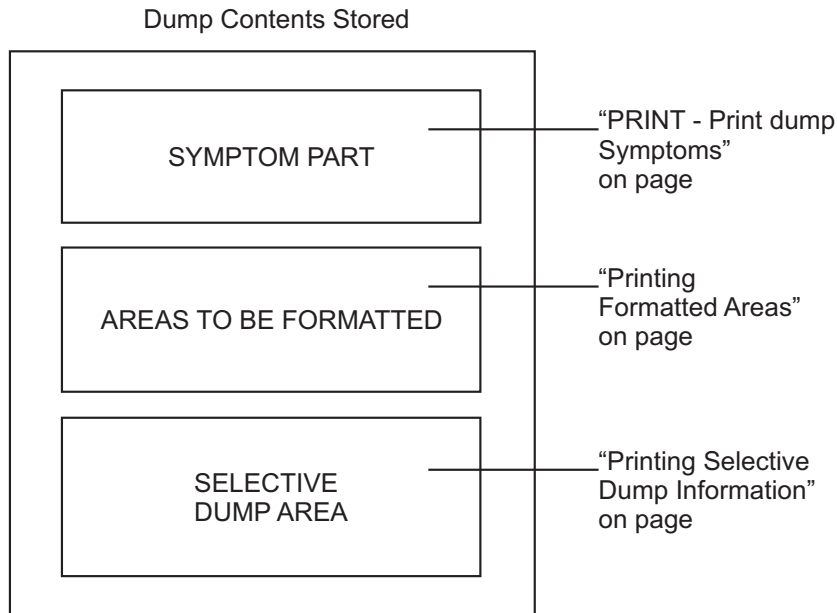 Dump Contents Stored
SYMPTOM PART
“PRINT - Print dump
Symptoms”
on page
AREAS TO BE FORMATTED
“Printing
Formatted Areas”
on page
SELECTIVE
DUMP AREA
“Printing Selective
Dump Information”
on page